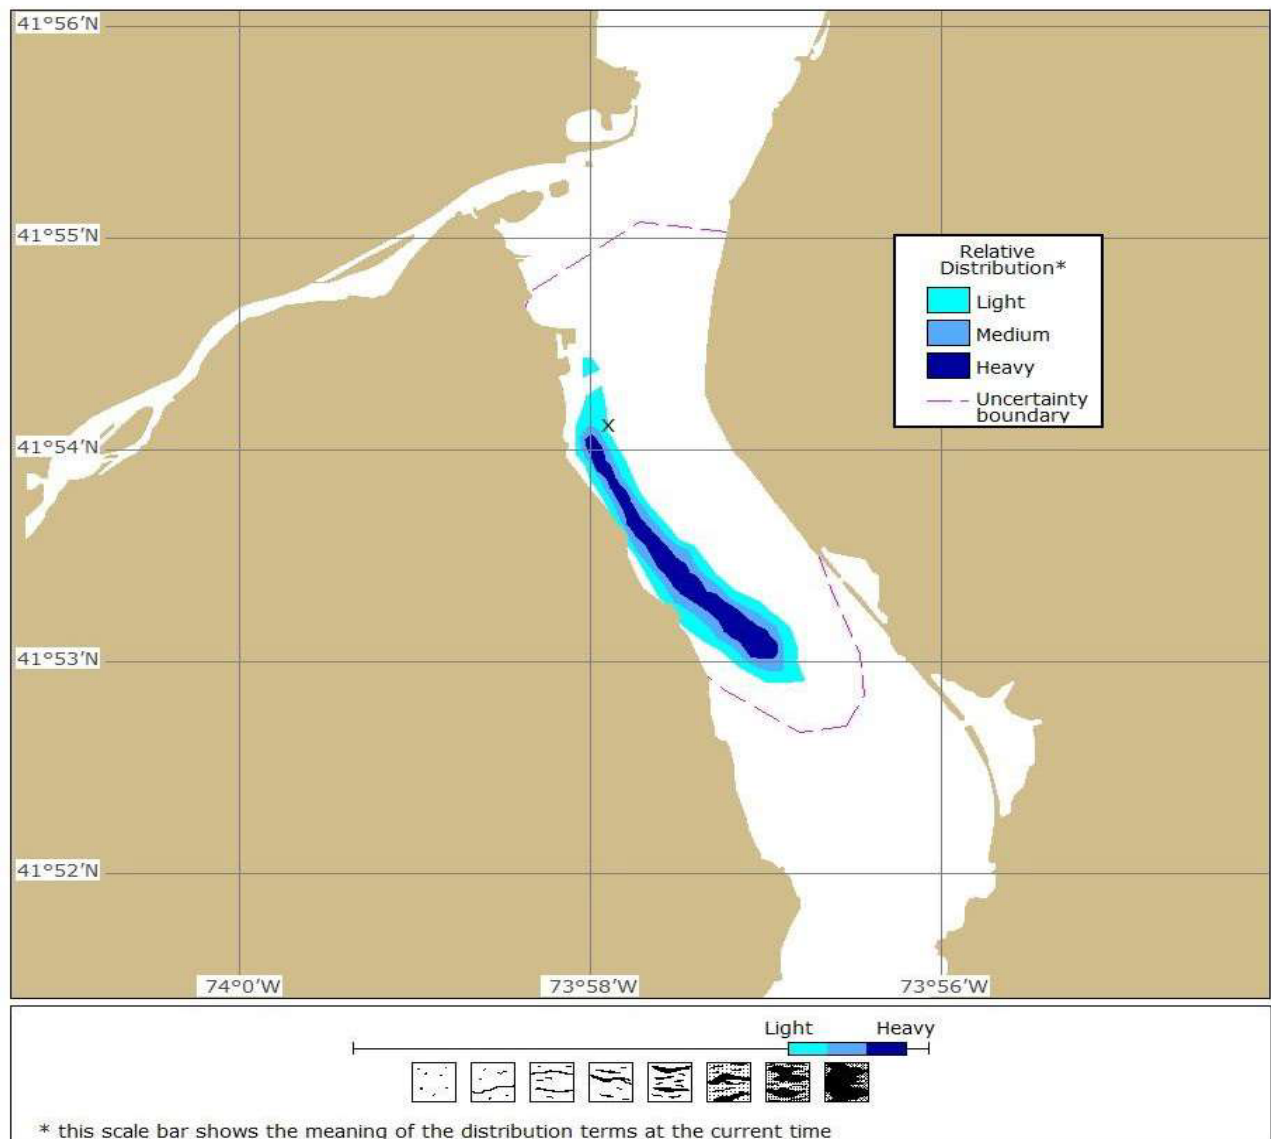 41°56′N
41°55′N
Relative
Distribution*
Light
Medium
Heavy
Uncertainty
boundary
X
41°54′N
41°53′N
41°52′N
74°0′W
73°58′W
73°56′W
Light Heavy
* this scale bar shows the meaning of the distribution terms at the current time